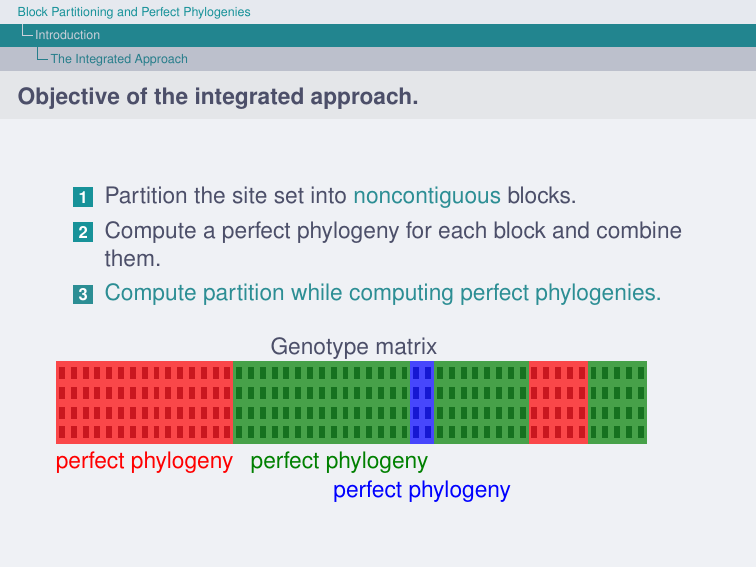 Block Partitioning and Perfect Phylogenies
Introduction
The Integrated Approach
Objective of the integrated approach.
1 Partition the site set into noncontiguous blocks.
2 Compute a perfect phylogeny for each block and combine
them.
3 Compute partition while computing perfect phylogenies.
Genotype matrix
perfect phylogeny perfect phylogeny
perfect phylogeny